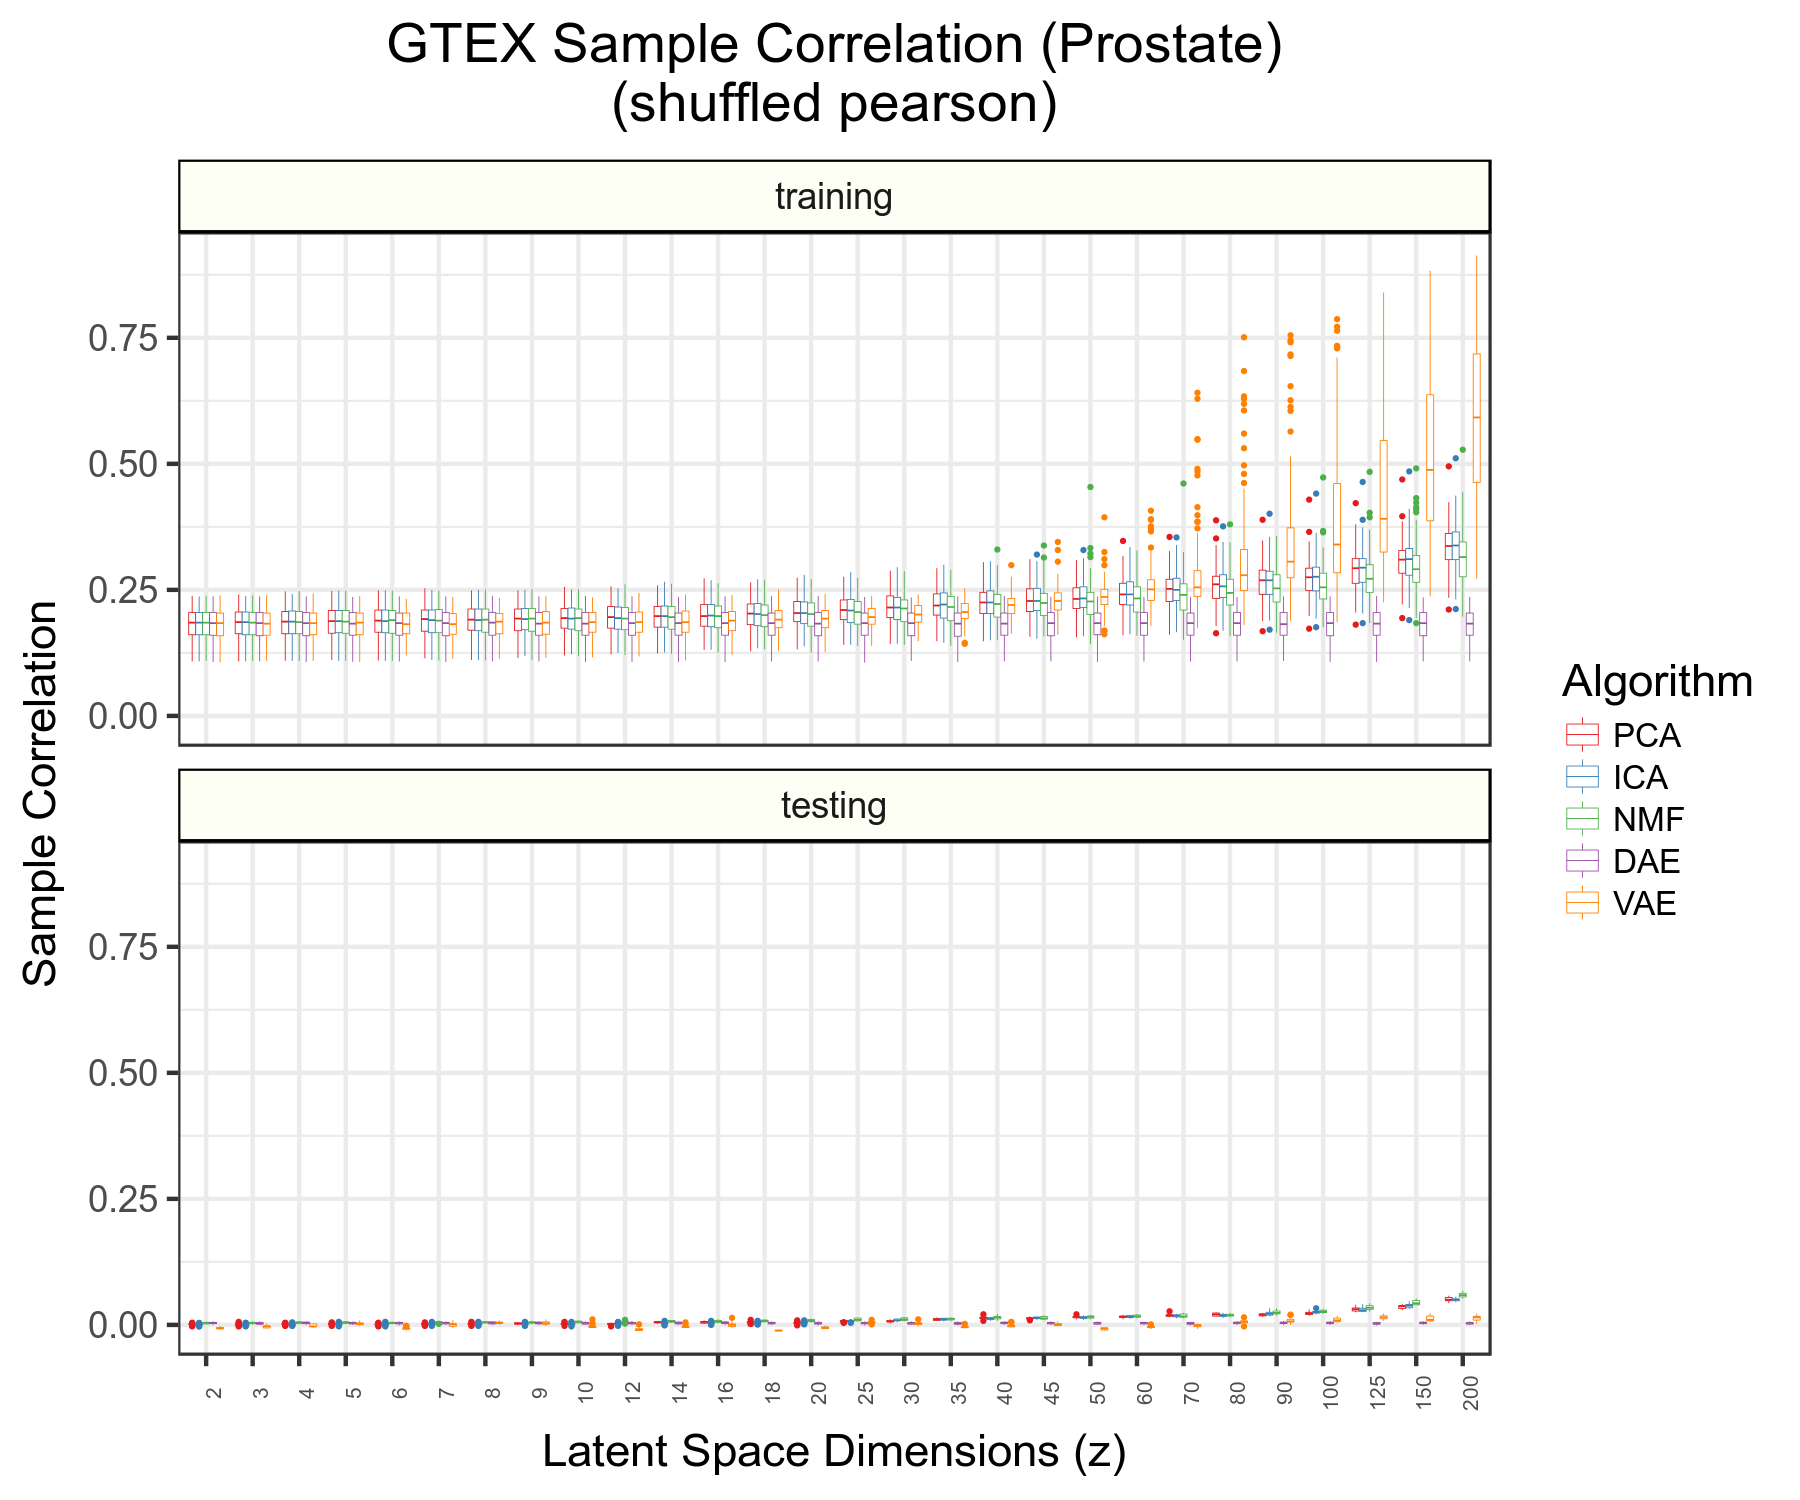 GTEX Sample Correlation (Prostate)
(shuffled pearson)
training
0.75
0.50
0.25
0.00
testing
0.75
0.50
0.25
0.00
Sample Correlation
2 3 4 5 6 7 8 9 10 12 14 16 18 20 25 30 35 40 45 50 60 70 80 90 100 125 150 200
Latent Space Dimensions (z)
Algorithm
PCA
ICA
NMF
DAE
VAE